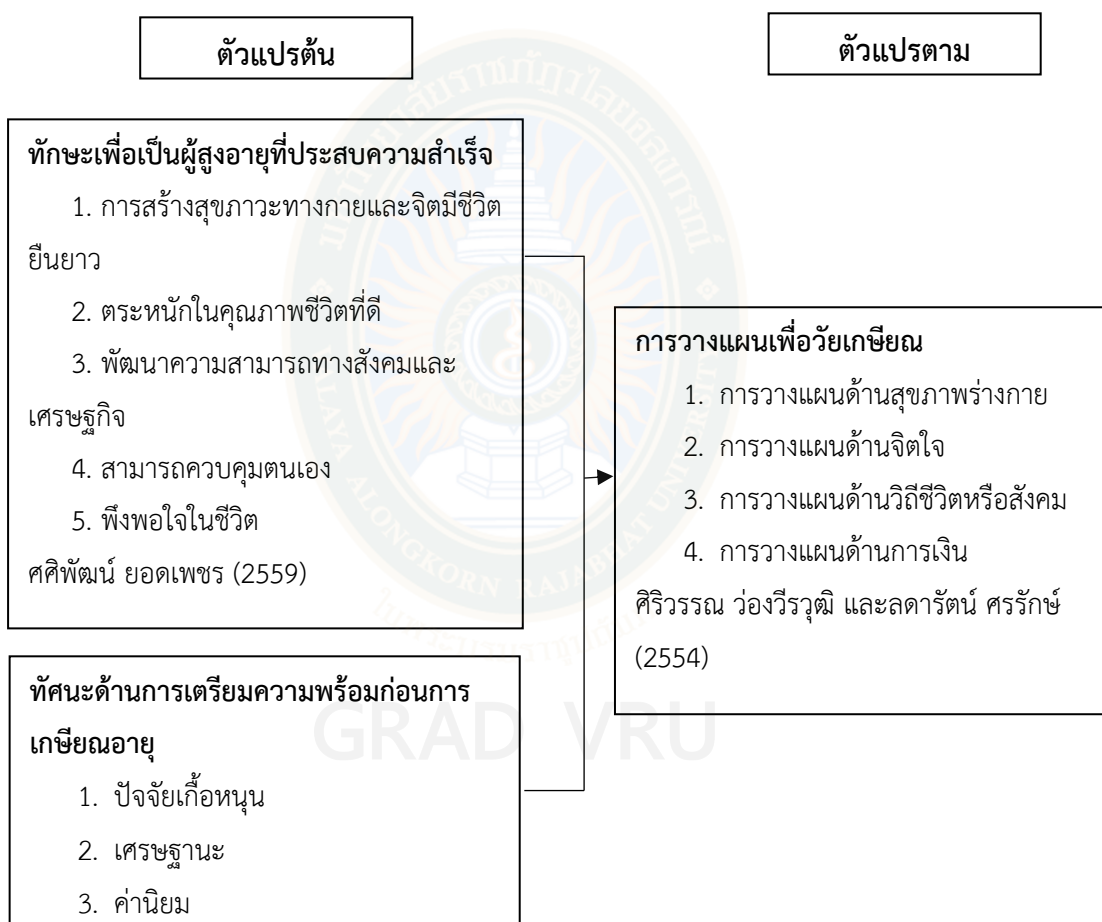 ตัวแปรต้น
ตัวแปรตาม
ทักษะเพื่อเป็นผู้สูงอายุที่ประสบความสำเร็จ
1. การสร้างสุขภาวะทางกายและจิตมีชีวิต
ยืนยาว
2. ตระหนักในคุณภาพชีวิตที่ดี
3. พัฒนาความสามารถทางสังคมและ
เศรษฐกิจ
4. สามารถควบคุมตนเอง
5. พึงพอใจในชีวิต
ศศิพัฒน์ ยอดเพชร (2559)
ทัศนะด้านการเตรียมความพร้อมก่อนการ
เกษียณอายุ
1. ปัจจัยเกื้อหนุน
2. เศรษฐานะ
3. ค่านิยม
การวางแผนเพื่อวัยเกษียณ
1. การวางแผนด้านสุขภาพร่างกาย
2. การวางแผนด้านจิตใจ
3. การวางแผนด้านวิถีชีวิตหรือสังคม
4. การวางแผนด้านการเงิน
ศิริวรรณ ว่องวีรวุฒิ และลดารัตน์ ศรรักษ์
(2554)
GRAD VRU
ALONGKORN RAJABHAT